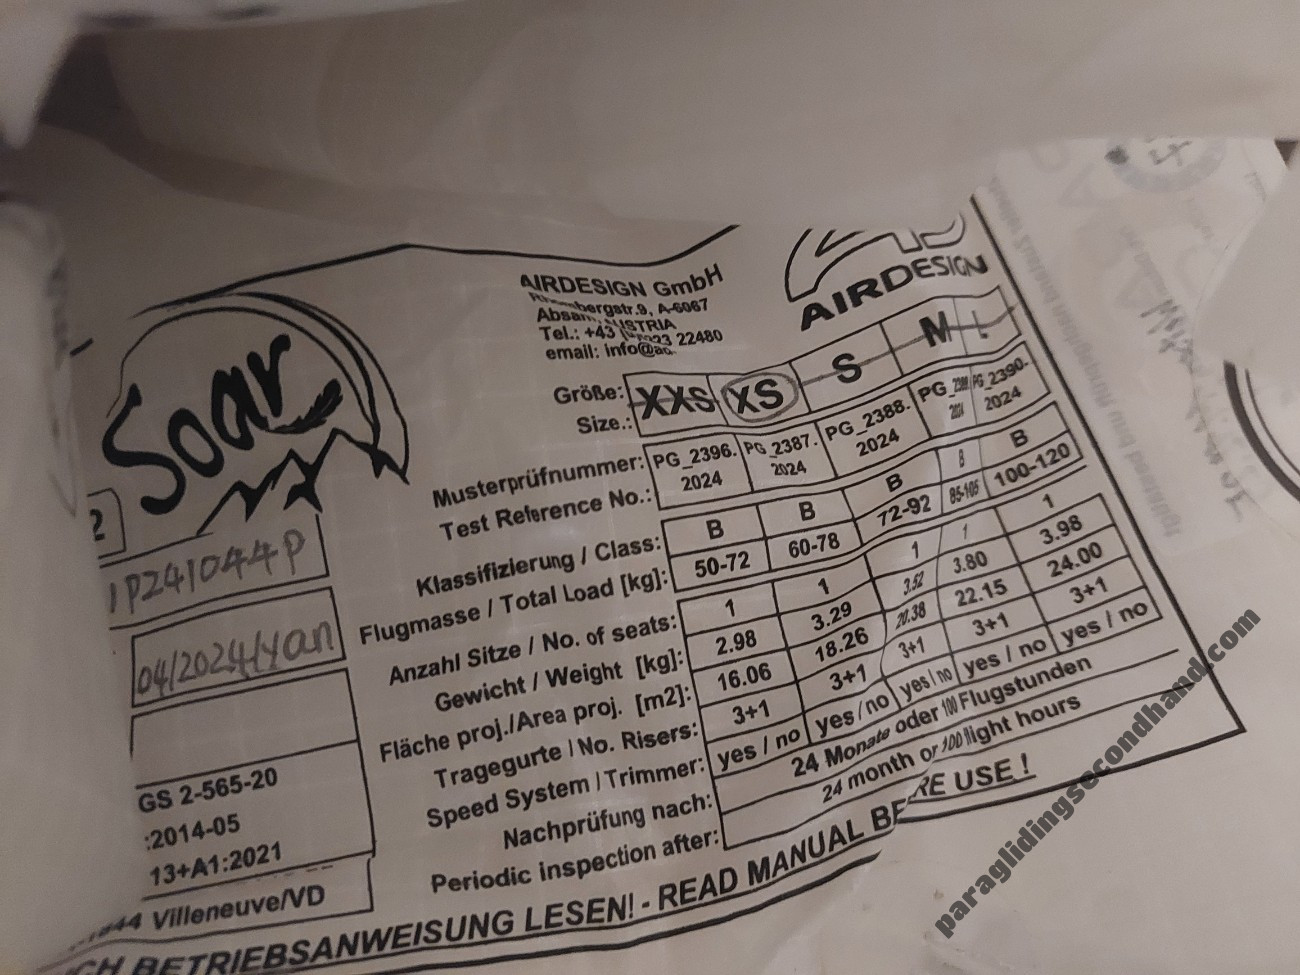 AIRDESIGN GmbH
A-6067
Tel.: +43 22480
email:
AIRDESIGN
Soar
Größe:
Size.: XXS XS S M L
Musterprüfnummer:
Test Reference No.: PG_2396.2024 PG_2387.2024 PG_2388.2024 2024 PG_2390.2024
Klassifizierung / Class: B B B B B
Flugmasse / Total Load [kg]: 50-72 60-78 72-92 85-105 100-120
Anzahl Sitze / No. of seats: 1 1 1 1 1
Gewicht / Weight [kg]: 2.98 3.29 3.52 3.80 3.98
Fläche proj./Area proj. [m2]: 16.06 18.26 20.38 22.15 24.00
Tragegurte / No. Risers: 3+1 3+1 3+1 3+1 3+1
Speed System / Trimmer: yes / no yes / no yes / no yes / no yes / no
Nachprüfung nach: 24 Monate oder 100 Flugstunden
Periodic inspection after: 24 month or 100 flight hours
2
P241044P
04/2024/yan
GS 2-565-20
:2014-05
13+A1:2021
Villeneuve/VD
BETRIEBSANWEISUNG LESEN! - READ MANUAL BEFORE USE !
paraglidingsecondhand.com